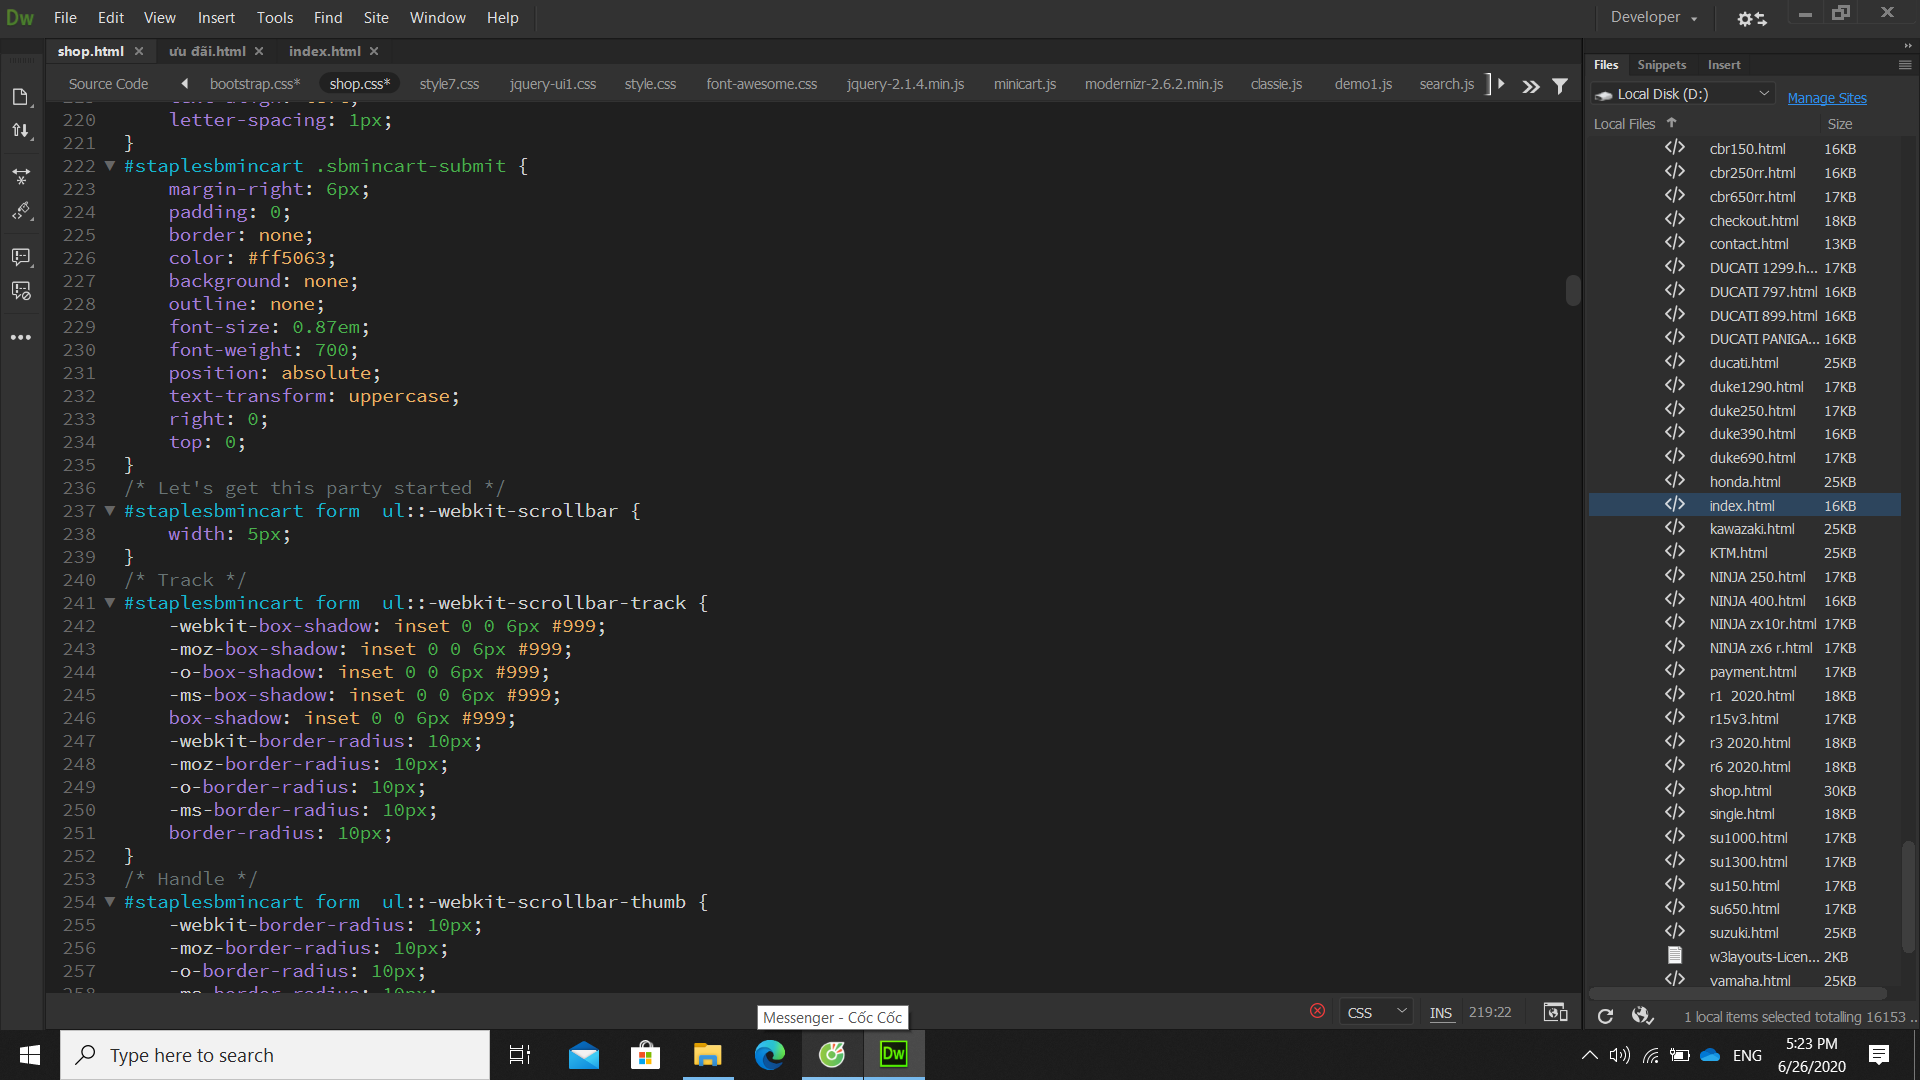 Dw File Edit View Insert Tools Find Site Window Help Developer
shop.html ưu đãi.html index.html
Source Code bootstrap.css* shop.css* style7.css jquery-ui1.css style.css font-awesome.css jquery-2.1.4.min.js minicart.js modernizr-2.6.2.min.js classie.js demo1.js search.js
220 letter-spacing: 1px;
221 }
222 #staplesbmincart .sbmincart-submit {
223 margin-right: 6px;
224 padding: 0;
225 border: none;
226 color: #ff5063;
227 background: none;
228 outline: none;
229 font-size: 0.87em;
230 font-weight: 700;
231 position: absolute;
232 text-transform: uppercase;
233 right: 0;
234 top: 0;
235 }
236 /* Let's get this party started */
237 #staplesbmincart form  ul::-webkit-scrollbar {
238 width: 5px;
239 }
240 /* Track */
241 #staplesbmincart form  ul::-webkit-scrollbar-track {
242 -webkit-box-shadow: inset 0 0 6px #999;
243 -moz-box-shadow: inset 0 0 6px #999;
244 -o-box-shadow: inset 0 0 6px #999;
245 -ms-box-shadow: inset 0 0 6px #999;
246 box-shadow: inset 0 0 6px #999;
247 -webkit-border-radius: 10px;
248 -moz-border-radius: 10px;
249 -o-border-radius: 10px;
250 -ms-border-radius: 10px;
251 border-radius: 10px;
252 }
253 /* Handle */
254 #staplesbmincart form  ul::-webkit-scrollbar-thumb {
255 -webkit-border-radius: 10px;
256 -moz-border-radius: 10px;
257 -o-border-radius: 10px;
258 -ms-border-radius: 10px;
CSS INS 219:22
Files Snippets Insert
Local Disk (D:) Manage Sites
Local Files Size
cbr150.html 16KB
cbr250rr.html 16KB
cbr650rr.html 17KB
checkout.html 18KB
contact.html 13KB
DUCATI 1299.h... 17KB
DUCATI 797.html 16KB
DUCATI 899.html 16KB
DUCATI PANIGA... 16KB
ducati.html 25KB
duke1290.html 17KB
duke250.html 17KB
duke390.html 16KB
duke690.html 17KB
honda.html 25KB
index.html 16KB
kawazaki.html 25KB
KTM.html 25KB
NINJA 250.html 17KB
NINJA 400.html 16KB
NINJA zx10r.html 17KB
NINJA zx6 r.html 17KB
payment.html 17KB
r1  2020.html 18KB
r15v3.html 17KB
r3 2020.html 18KB
r6 2020.html 18KB
shop.html 30KB
single.html 18KB
su1000.html 17KB
su1300.html 17KB
su150.html 17KB
su650.html 17KB
suzuki.html 25KB
w3layouts-Licen... 2KB
yamaha.html 25KB
1 local items selected totalling 16153 ..
Messenger - Cốc Cốc
Type here to search
Dw
ENG
5:23 PM
6/26/2020